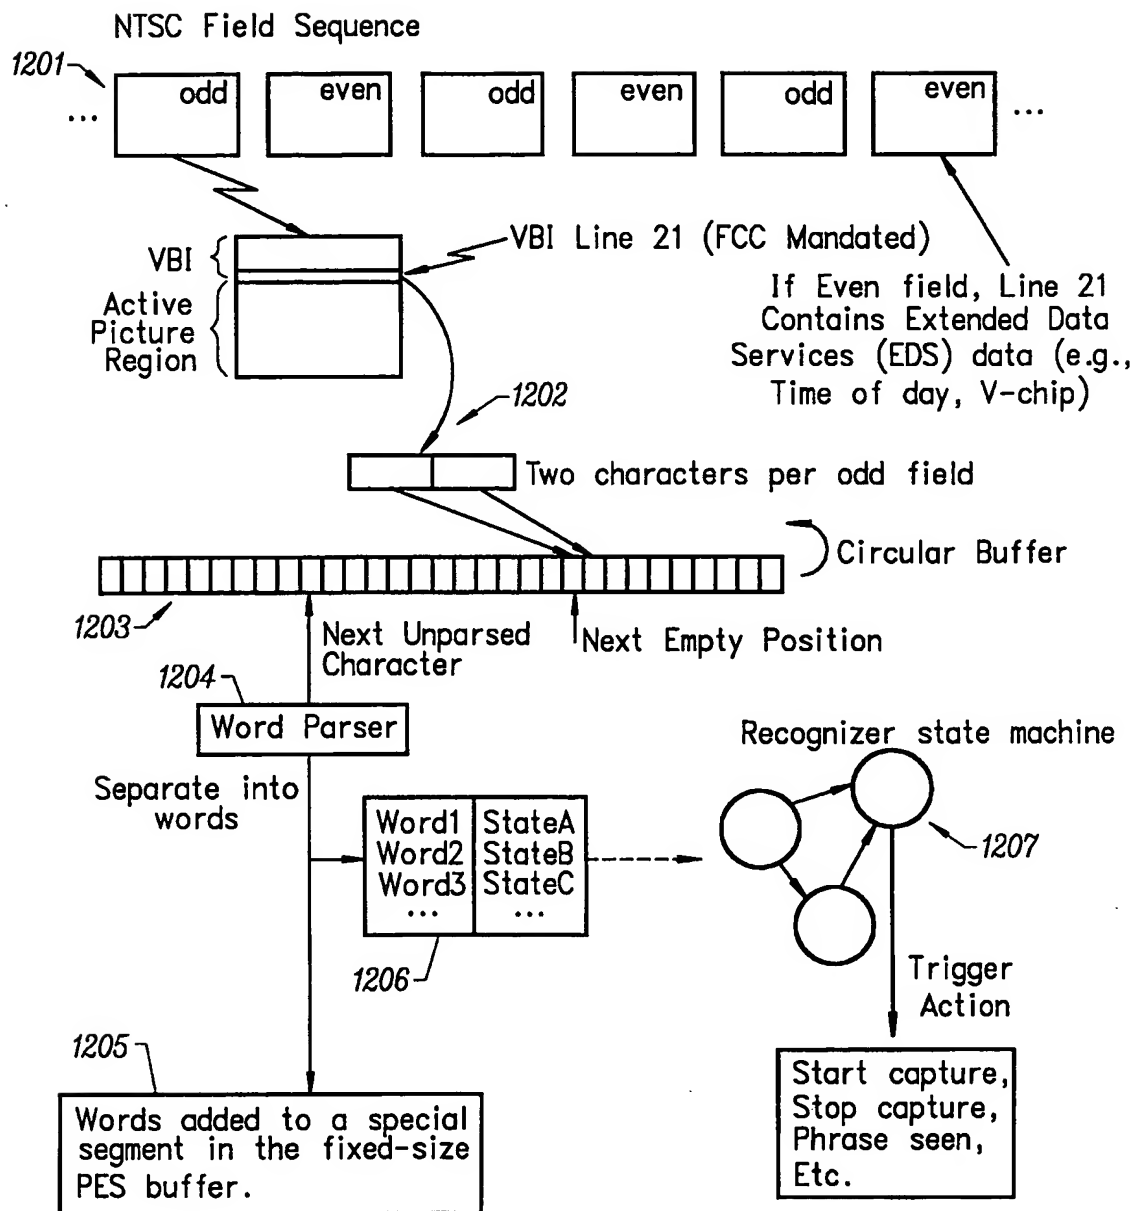 NTSC Field Sequence
1201
... odd even odd even odd even ...
VBI
VBI Line 21 (FCC Mandated)
Active
Picture
Region
If Even field, Line 21
Contains Extended Data
Services (EDS) data (e.g.,
Time of day, V-chip)
1202
Two characters per odd field
Circular Buffer
1203
Next Unparsed
Character
Next Empty Position
1204
Word Parser
Separate into
words
Recognizer state machine
Word1 StateA
Word2 StateB
Word3 StateC
... ...
1207
1206
Trigger
Action
1205
Words added to a special
segment in the fixed-size
PES buffer.
Start capture,
Stop capture,
Phrase seen,
Etc.